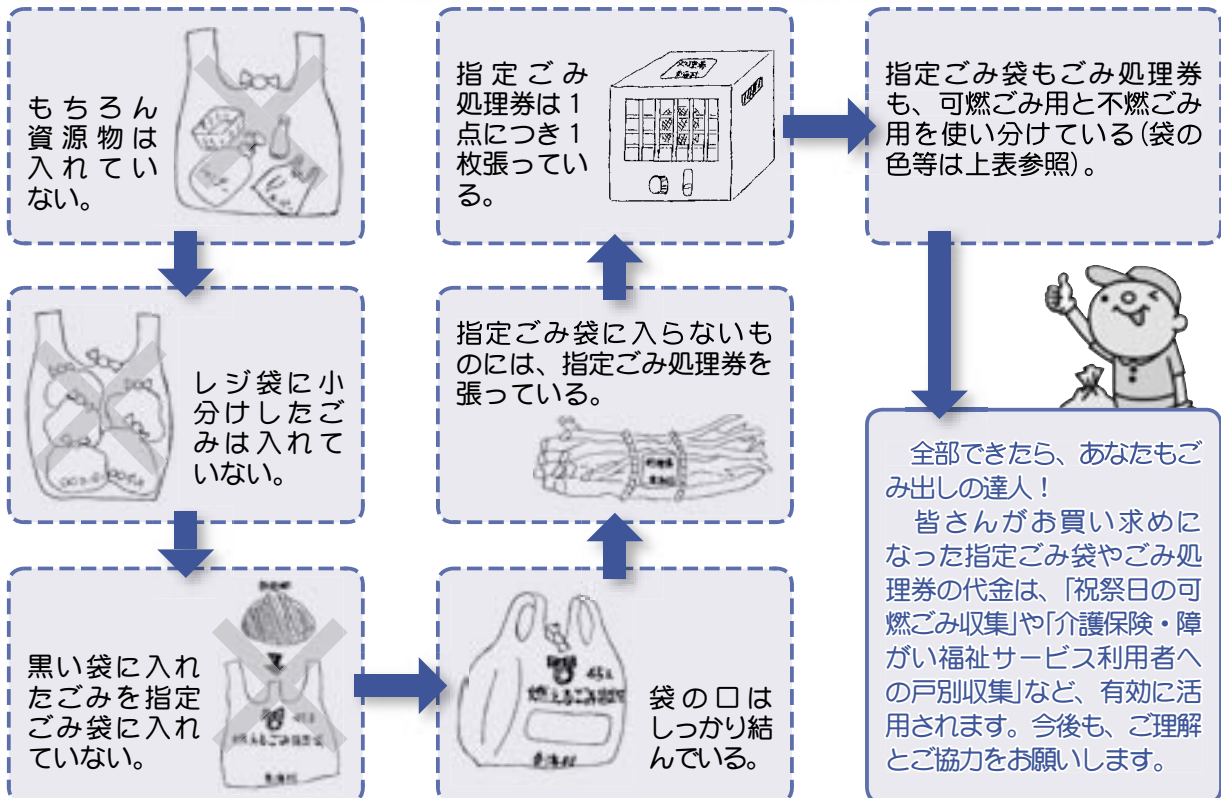 もちろん
資源物は
入れてい
ない。
レジ袋に小
分けしたご
みは入れて
いない。
黒い袋に入れ
たごみを指定
ごみ袋に入れ
ていない。
45ℓ
燃えるごみ指定袋
東海村
袋の口は
しっかり結
んでいる。
指定ごみ袋に入らないも
のには、指定ごみ処理券を
張っている。
指定ごみ
処理券は1
点につき1
枚張ってい
る。
指定ごみ袋もごみ処理券
も、可燃ごみ用と不燃ごみ
用を使い分けている(袋の
色等は上表参照)。
全部できたら、あなたもご
み出しの達人!
皆さんがお買い求めに
なった指定ごみ袋やごみ処
理券の代金は、「祝祭日の可
燃ごみ収集」や「介護保険・障
がい福祉サービス利用者へ
の戸別収集」など、有効に活
用されます。今後も、ご理解
とご協力をお願いします。